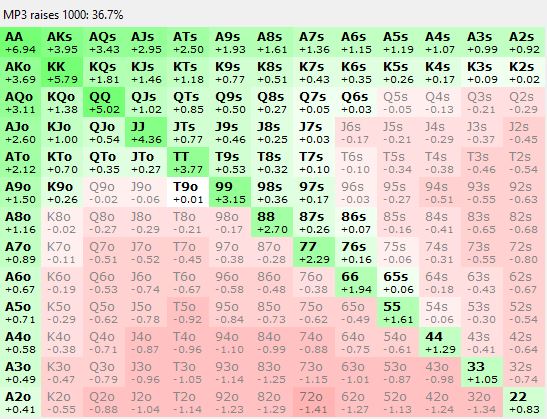 MP3 raises 1000: 36.7%
AA AKs AQs AJs ATs A9s A8s A7s A6s A5s A4s A3s A2s
+6.94 +3.95 +3.43 +2.95 +2.50 +1.93 +1.61 +1.36 +1.15 +1.19 +1.07 +0.99 +0.92
AKo KK KQs KJs KTs K9s K8s K7s K6s K5s K4s K3s K2s
+3.69 +5.79 +1.81 +1.46 +1.18 +0.77 +0.51 +0.43 +0.35 +0.26 +0.17 +0.09 +0.02
AQo KQo QQ QJs QTs Q9s Q8s Q7s Q6s Q5s Q4s Q3s Q2s
+3.11 +1.38 +5.02 +1.02 +0.85 +0.50 +0.27 +0.05 +0.03 -0.05 -0.13 -0.21 -0.29
AJo KJo QJo JJ JTs J9s J8s J7s J6s J5s J4s J3s J2s
+2.60 +1.00 +0.54 +4.36 +0.77 +0.46 +0.25 +0.03 -0.17 -0.21 -0.29 -0.37 -0.45
ATo KTo QTo JTo TT T9s T8s T7s T6s T5s T4s T3s T2s
+2.12 +0.70 +0.35 +0.27 +3.77 +0.53 +0.32 +0.10 -0.10 -0.34 -0.38 -0.46 -0.54
A9o K9o Q9o J9o T9o 99 98s 97s 96s 95s 94s 93s 92s
+1.50 +0.26 -0.02 -0.06 +0.01 +3.15 +0.36 +0.17 -0.03 -0.27 -0.51 -0.55 -0.63
A8o K8o Q8o J8o T8o 98o 88 87s 86s 85s 84s 83s 82s
+1.16 -0.02 -0.27 -0.29 -0.21 -0.17 +2.70 +0.26 +0.07 -0.16 -0.41 -0.65 -0.68
A7o K7o Q7o J7o T7o 97o 87o 77 76s 75s 74s 73s 72s
+0.89 -0.11 -0.51 -0.52 -0.45 -0.38 -0.28 +2.29 +0.16 -0.06 -0.31 -0.55 -0.80
A6o K6o Q6o J6o T6o 96o 86o 76o 66 65s 64s 63s 62s
+0.67 -0.19 -0.53 -0.74 -0.67 -0.58 -0.48 -0.38 +1.94 +0.06 -0.18 -0.43 -0.67
A5o K5o Q5o J5o T5o 95o 85o 75o 65o 55 54s 53s 52s
+0.71 -0.29 -0.62 -0.78 -0.92 -0.84 -0.73 -0.62 -0.49 +1.61 -0.06 -0.30 -0.54
A4o K4o Q4o J4o T4o 94o 84o 74o 64o 54o 44 43s 42s
+0.58 -0.38 -0.71 -0.87 -0.96 -1.10 -0.99 -0.88 -0.75 -0.61 +1.29 -0.41 -0.64
A3o K3o Q3o J3o T3o 93o 83o 73o 63o 53o 43o 33 32s
+0.49 -0.47 -0.79 -0.96 -1.05 -1.14 -1.25 -1.15 -1.01 -0.87 -0.98 +1.05 -0.74
A2o K2o Q2o J2o T2o 92o 82o 72o 62o 52o 42o 32o 22
+0.41 -0.55 -0.88 -1.04 -1.14 -1.23 -1.29 -1.41 -1.27 -1.13 -1.24 -1.34 +0.83